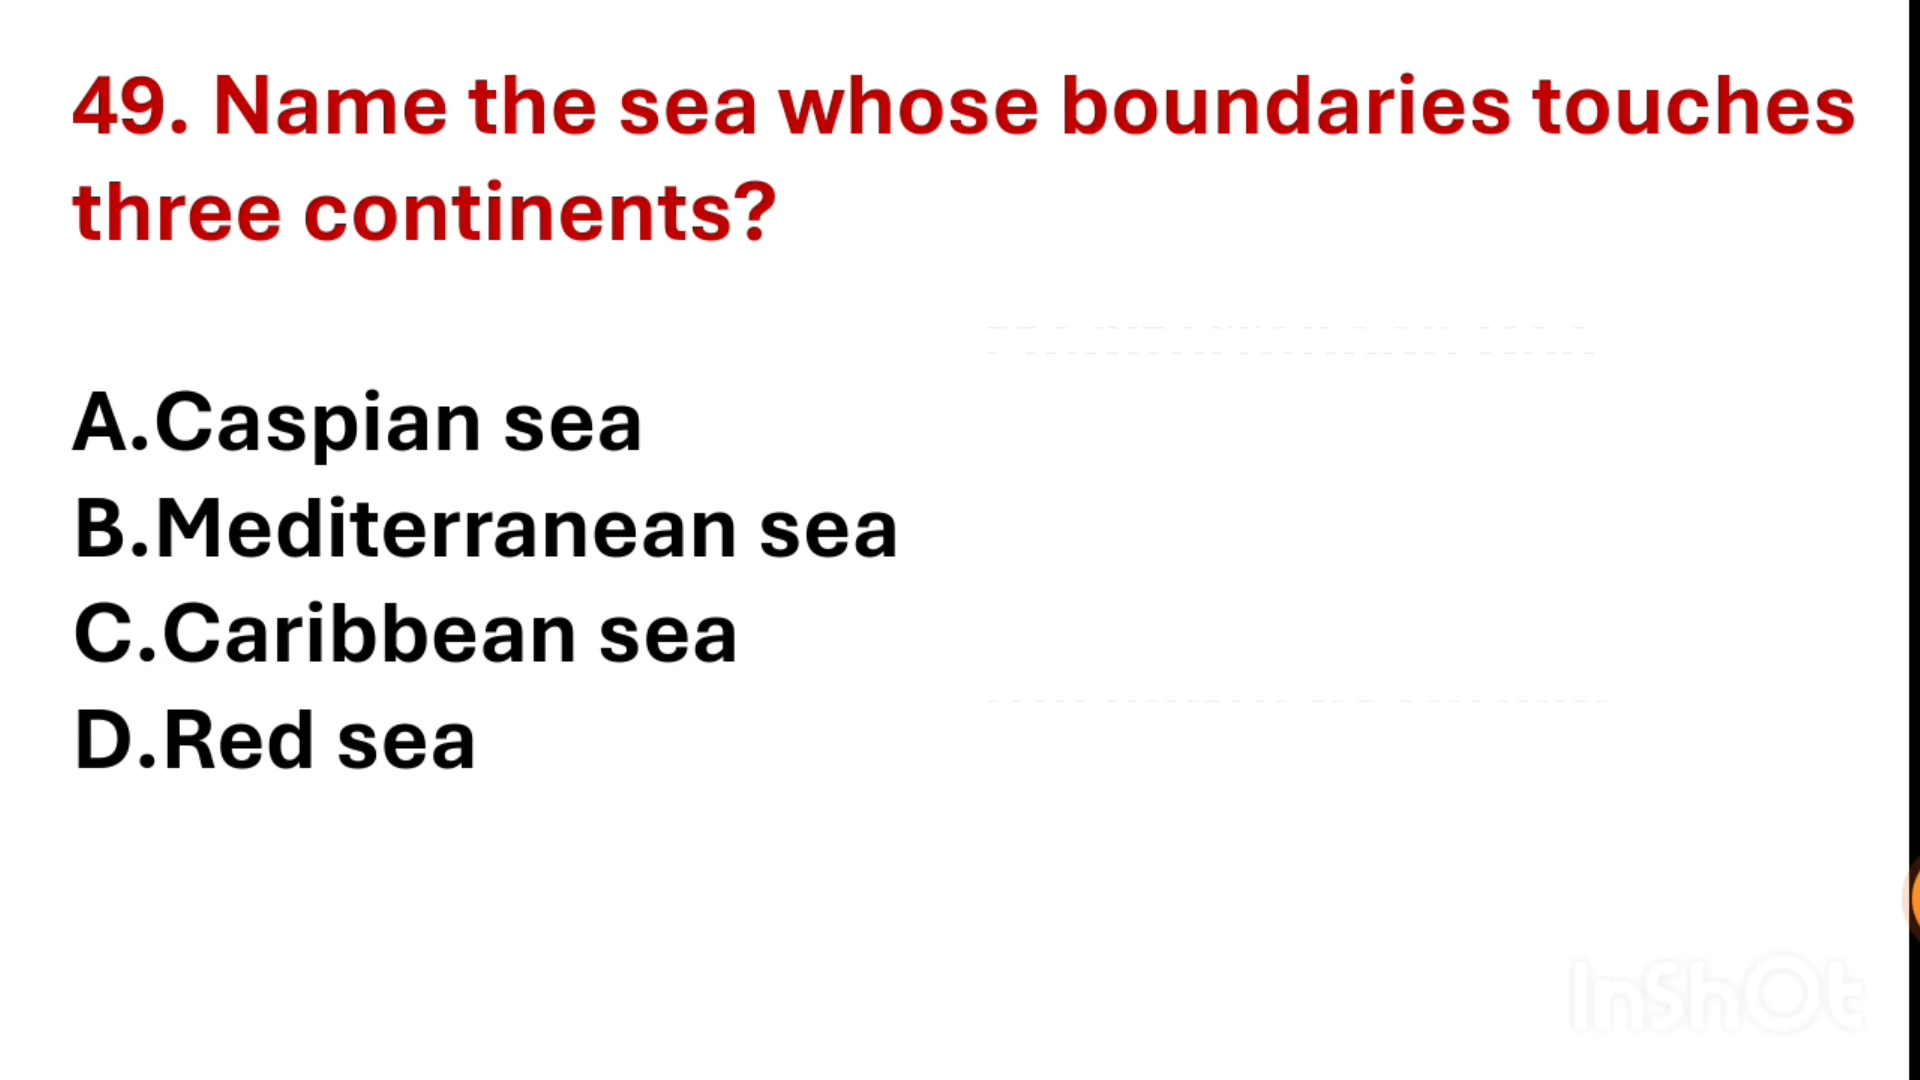 49. Name the sea whose boundaries touches
three continents?
A.Caspian sea
B.Mediterranean sea
C.Caribbean sea
D.Red sea
InShOt